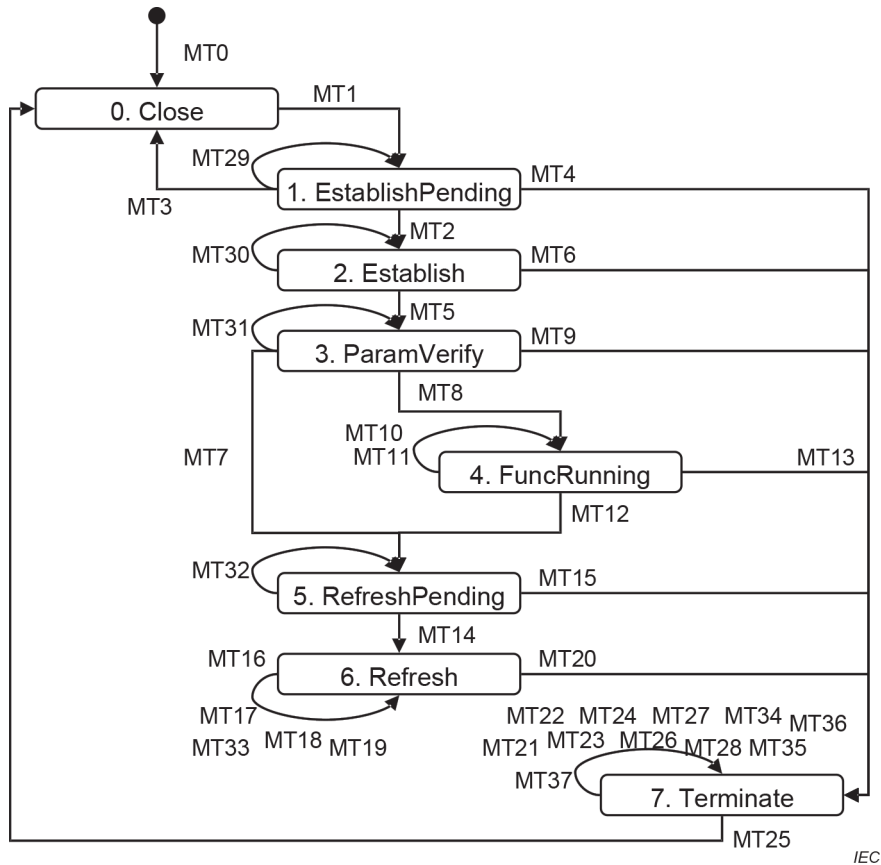 MT0
0. Close
MT1
MT29
MT3
1. EstablishPending
MT4
MT2
MT30
2. Establish
MT6
MT5
MT31
3. ParamVerify
MT9
MT8
MT7
MT10
MT11
4. FuncRunning
MT13
MT12
MT32
5. RefreshPending
MT15
MT14
MT16
6. Refresh
MT20
MT17
MT33
MT18
MT19
MT22
MT24
MT27
MT34
MT36
MT21
MT23
MT26
MT28
MT35
MT37
7. Terminate
MT25
IEC